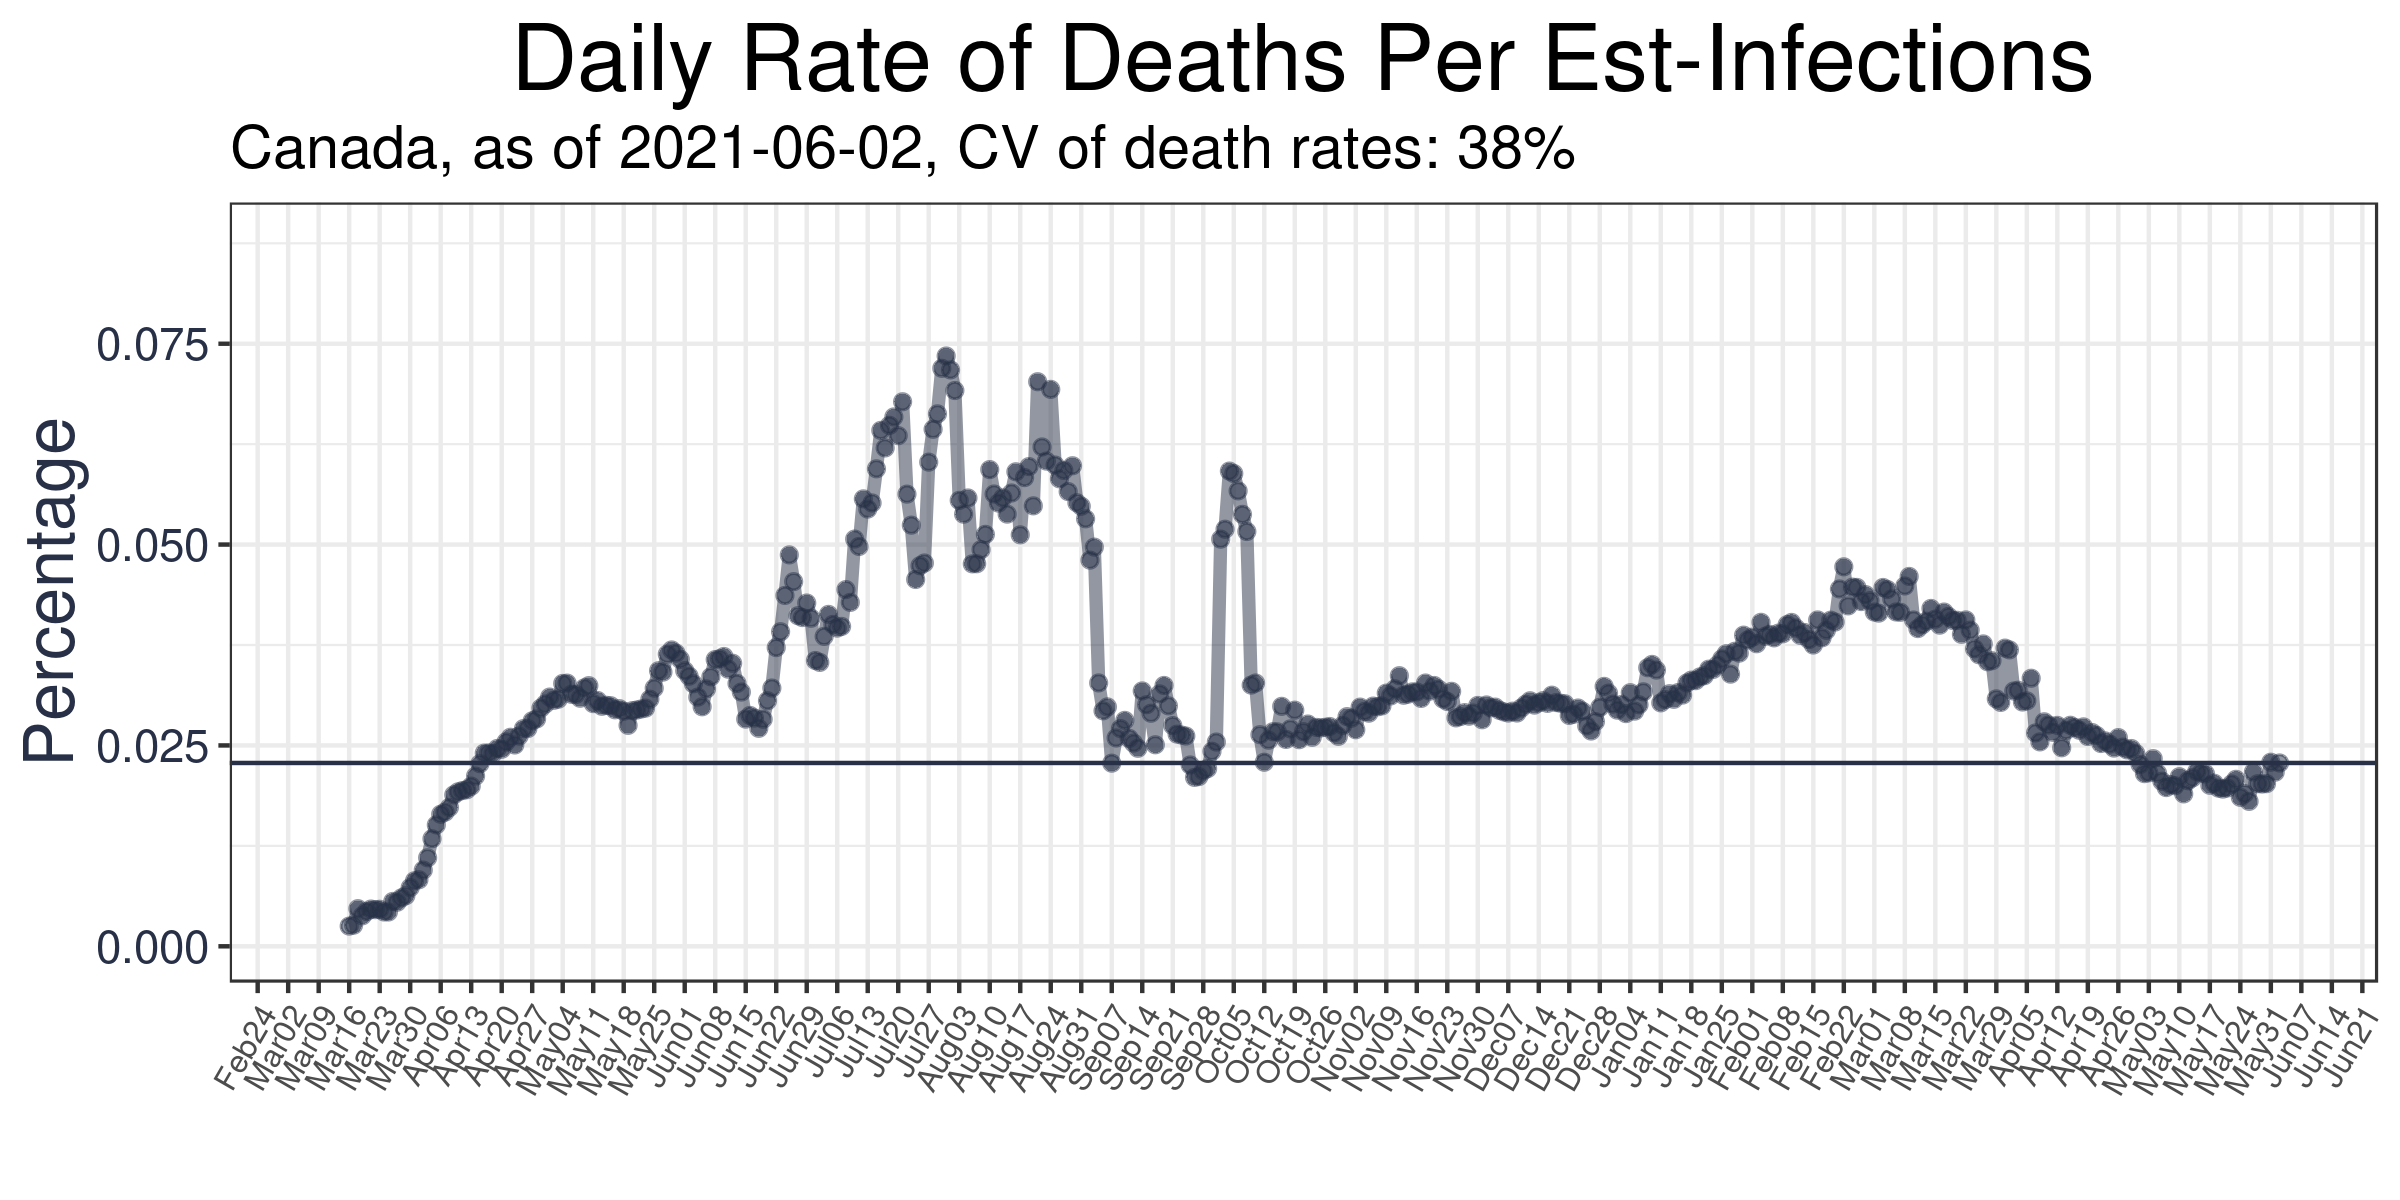 Daily Rate of Deaths Per Est-Infections
Canada, as of 2021-06-02, CV of death rates: 38%
Percentage
0.075
0.050
0.025
0.000
Feb24
Mar02
Mar09
Mar16
Mar23
Mar30
Apr06
Apr13
Apr20
Apr27
May04
May11
May18
May25
Jun01
Jun08
Jun15
Jun22
Jun29
Jul06
Jul13
Jul20
Jul27
Aug03
Aug10
Aug17
Aug24
Aug31
Sep07
Sep14
Sep21
Sep28
Oct05
Oct12
Oct19
Oct26
Nov02
Nov09
Nov16
Nov23
Nov30
Dec07
Dec14
Dec21
Dec28
Jan04
Jan11
Jan18
Jan25
Feb01
Feb08
Feb15
Feb22
Mar01
Mar08
Mar15
Mar22
Mar29
Apr05
Apr12
Apr19
Apr26
May03
May10
May17
May24
May31
Jun07
Jun14
Jun21